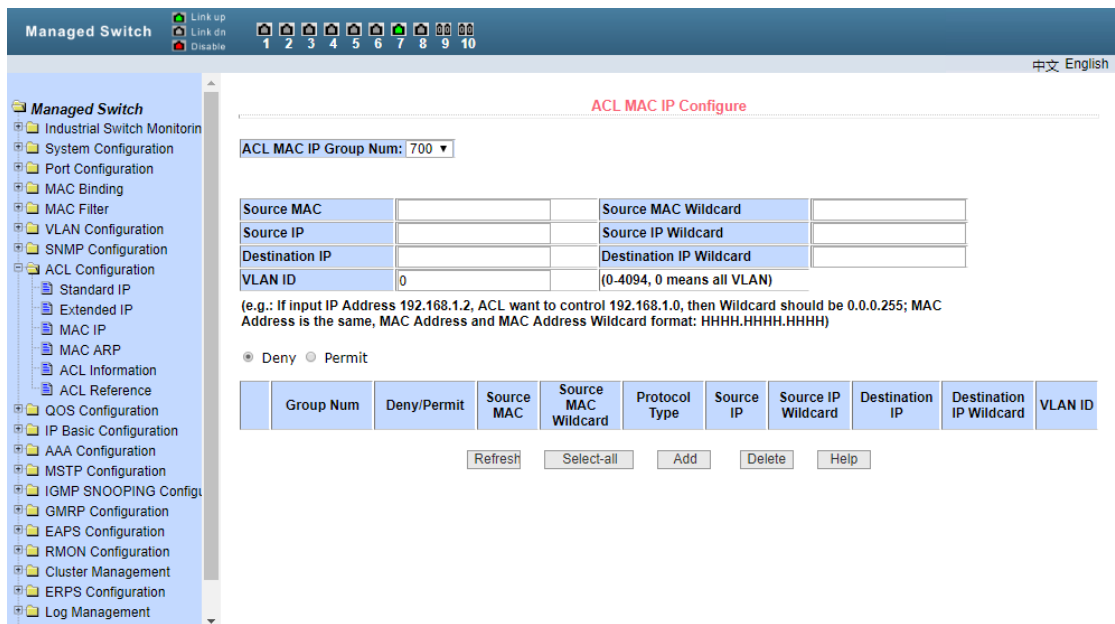 Managed Switch
Link up
Link dn
Disable
1 2 3 4 5 6 7 8 9 10
中文 English
Managed Switch
Industrial Switch Monitorin
System Configuration
Port Configuration
MAC Binding
MAC Filter
VLAN Configuration
SNMP Configuration
ACL Configuration
Standard IP
Extended IP
MAC IP
MAC ARP
ACL Information
ACL Reference
QOS Configuration
IP Basic Configuration
AAA Configuration
MSTP Configuration
IGMP SNOOPING Configu
GMRP Configuration
EAPS Configuration
RMON Configuration
Cluster Management
ERPS Configuration
Log Management
ACL MAC IP Configure
ACL MAC IP Group Num: 700
Source MAC Source MAC Wildcard
Source IP Source IP Wildcard
Destination IP Destination IP Wildcard
VLAN ID 0 (0-4094, 0 means all VLAN)
(e.g.: If input IP Address 192.168.1.2, ACL want to control 192.168.1.0, then Wildcard should be 0.0.0.255; MAC
Address is the same, MAC Address and MAC Address Wildcard format: HHHH.HHHH.HHHH)
Deny Permit
Group Num Deny/Permit Source MAC Source MAC Wildcard Protocol Type Source IP Source IP Wildcard Destination IP Destination IP Wildcard VLAN ID
Refresh Select-all Add Delete Help